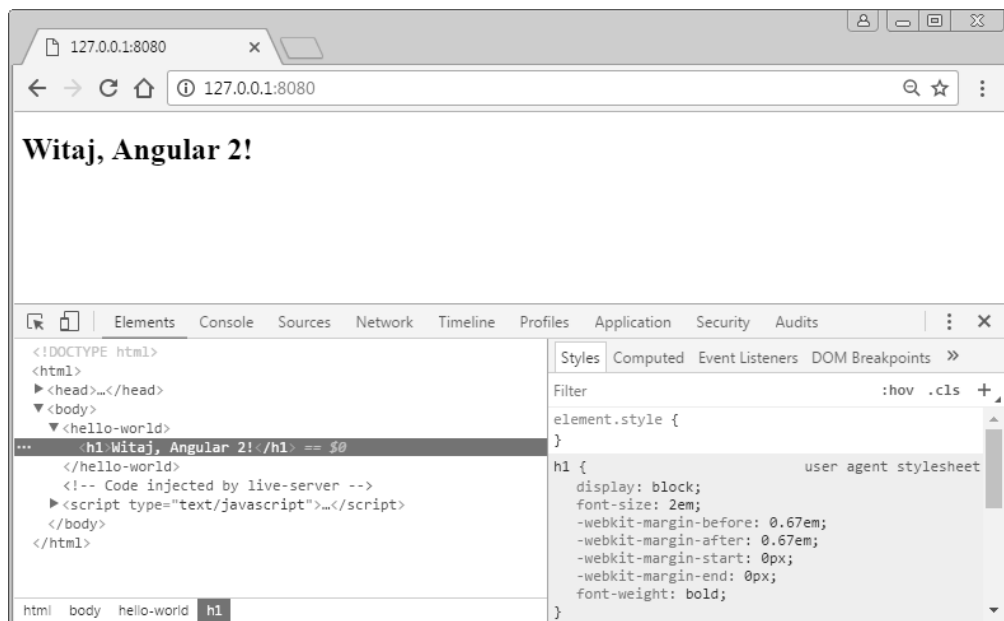 127.0.0.1:8080
127.0.0.1:8080
Witaj, Angular 2!
Elements Console Sources Network Timeline Profiles Application Security Audits
<!DOCTYPE html>
<html>
<head>…</head>
<body>
<hello-world>
<h1>Witaj, Angular 2!</h1> == $0
</hello-world>
<!-- Code injected by live-server -->
<script type="text/javascript">…</script>
</body>
</html>
html body hello-world h1
Styles Computed Event Listeners DOM Breakpoints »
Filter :hov .cls +
element.style {
}
h1 { user agent stylesheet
display: block;
font-size: 2em;
-webkit-margin-before: 0.67em;
-webkit-margin-after: 0.67em;
-webkit-margin-start: 0px;
-webkit-margin-end: 0px;
font-weight: bold;
}